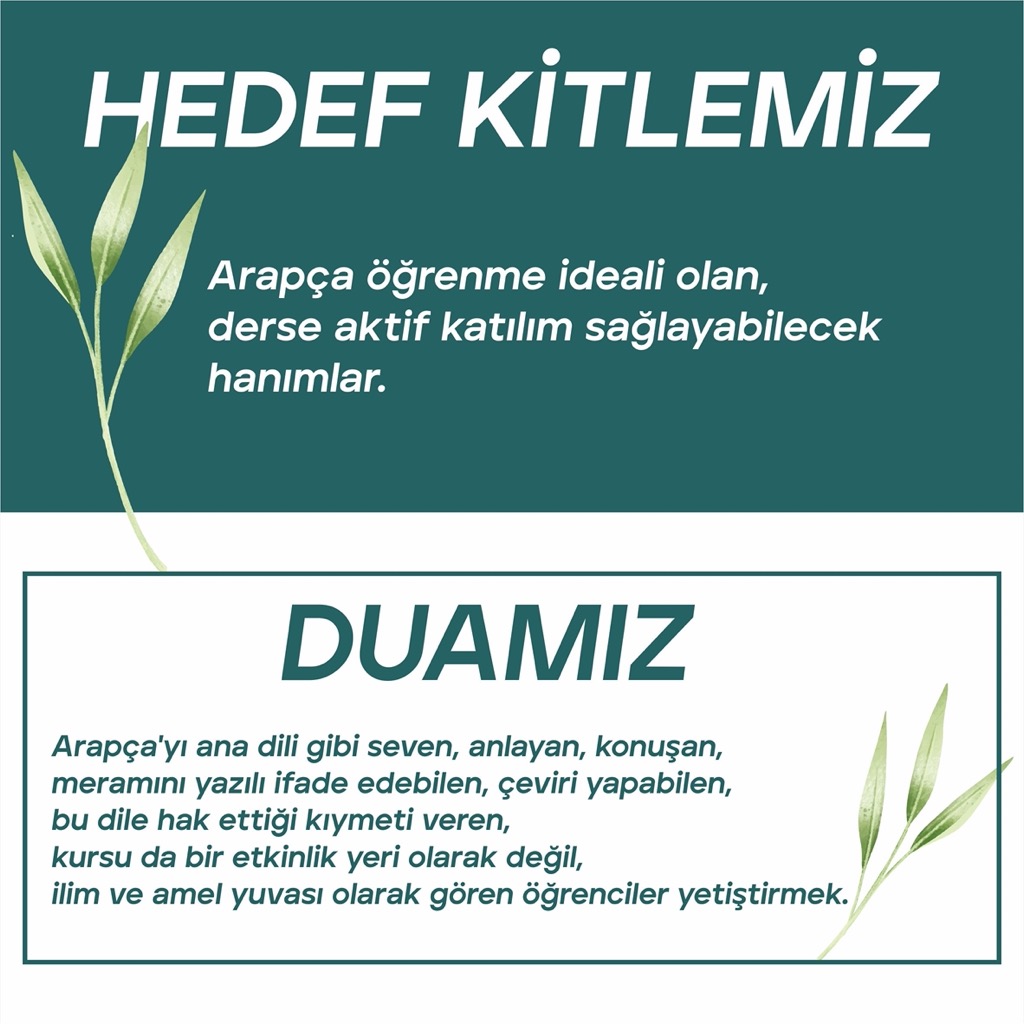 HEDEF KİTLEMİZ
Arapça öğrenme ideali olan,
derse aktif katılım sağlayabilecek
hanımlar.
DUAMIZ
Arapça'yı ana dili gibi seven, anlayan, konuşan,
meramını yazılı ifade edebilen, çeviri yapabilen,
bu dile hak ettiği kıymeti veren,
kursu da bir etkinlik yeri olarak değil,
ilim ve amel yuvası olarak gören öğrenciler yetiştirmek.